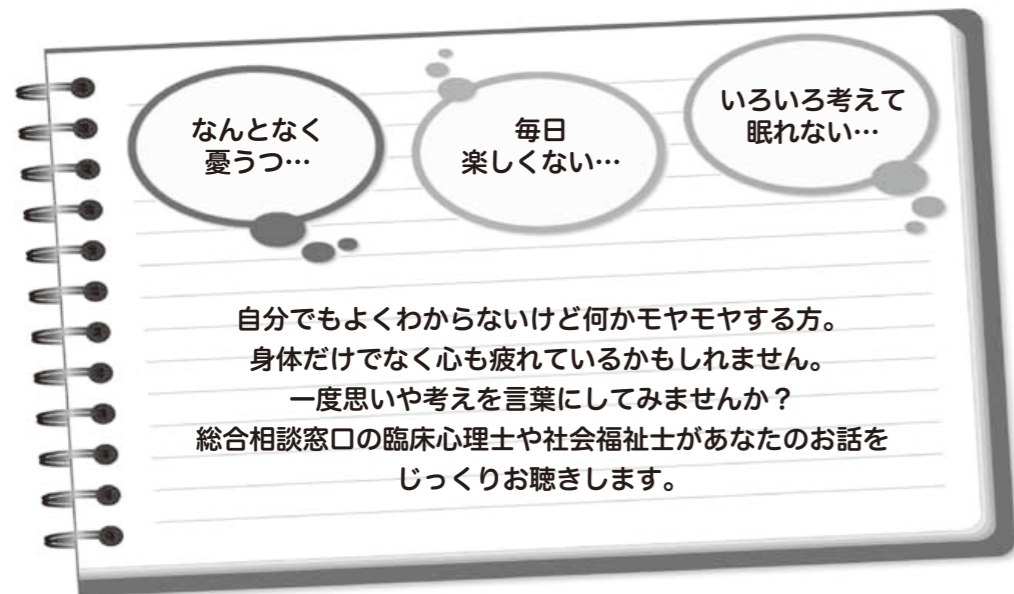 なんとなく
憂うつ…
毎日
楽しくない…
いろいろ考えて
眠れない…
自分でもよくわからないけど何かモヤモヤする方。
身体だけでなく心も疲れているかもしれません。
一度思いや考えを言葉にしてみませんか？
総合相談窓口の臨床心理士や社会福祉士があなたのお話を
じっくりお聴きします。